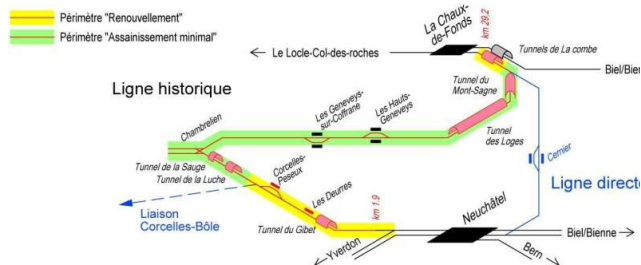 Périmètre "Renouvellement"
Périmètre "Assainissement minimal"
La Chaux-
de-Fonds
km 29.2
Tunnels de La combe
Le Locle-Col-des-roches
Biel/Bien
Ligne historique
Tunnel du
Mont-Sagne
Les Geneveys-
sur-Coffrane
Les Hauts-
Geneveys
Chambrelien
Tunnel
des Loges
Cernier
Tunnel de la Sauge
Tunnel de la Luche
Corcelles-
Peseux
Les Deurres
Ligne directe
Liaison
Corcelles-Bôle
km 1.9
Neuchâtel
Tunnel du Gibet
Biel/Bienne
Yverdon
Bern